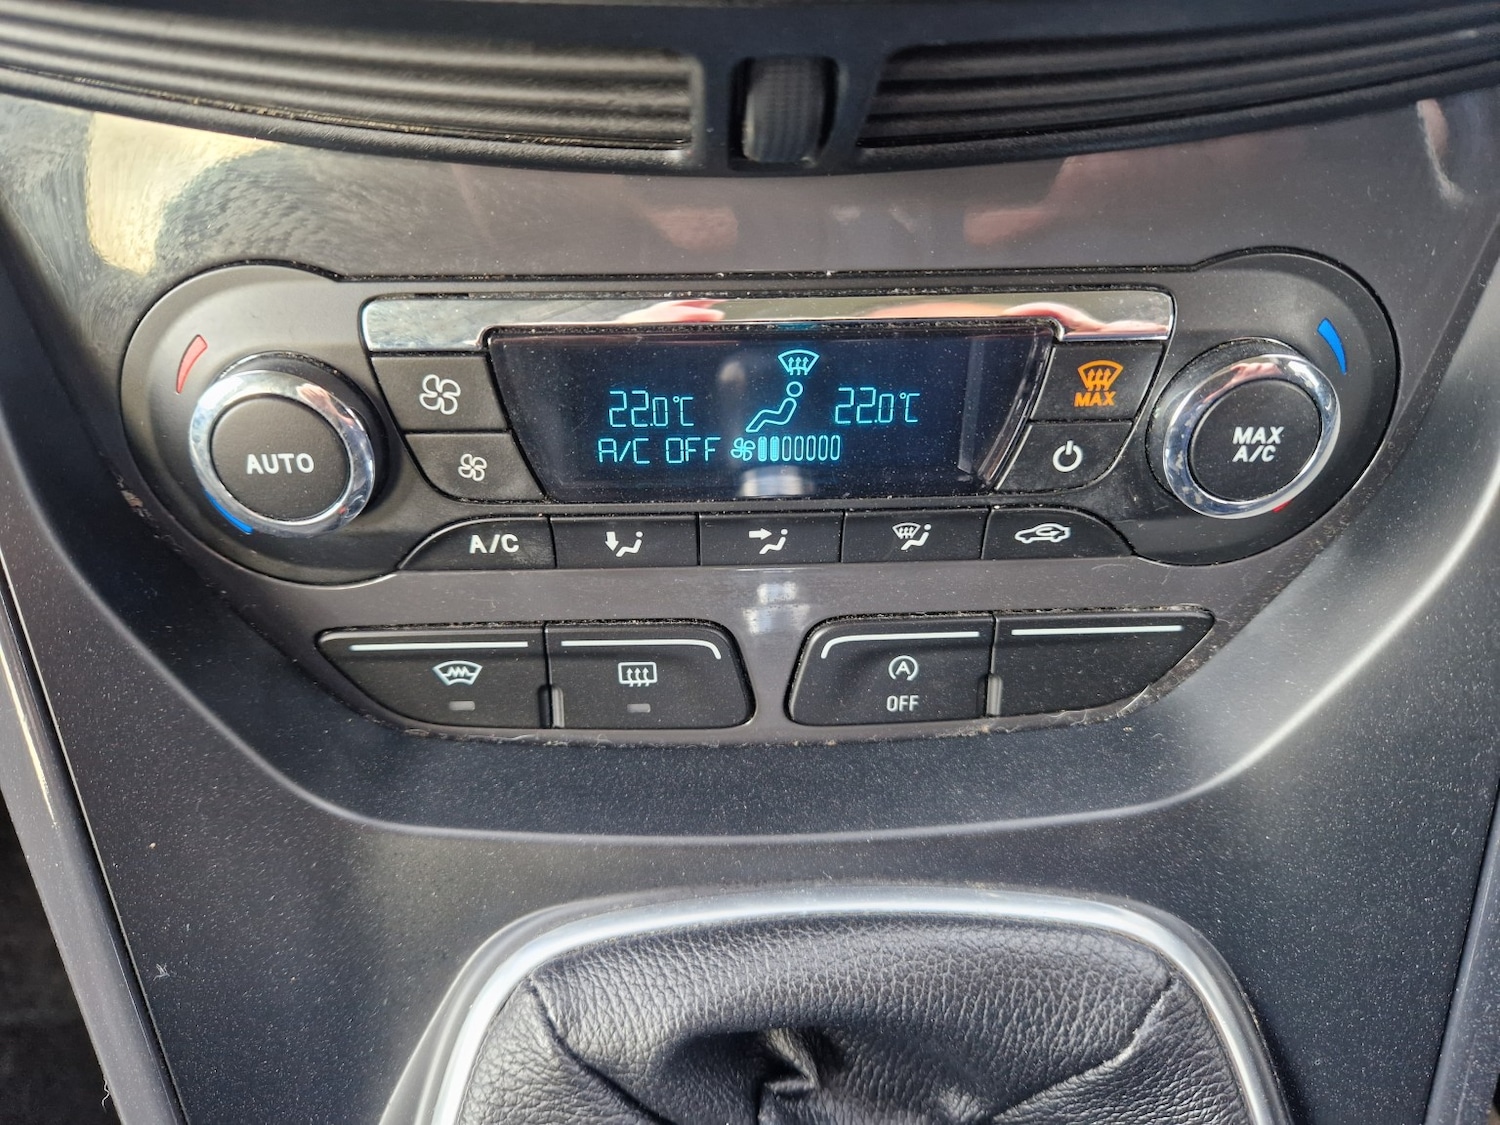 22.0°C 22.0°C
A/C OFF
MAX
AUTO
MAX
A/C
A/C
A
OFF